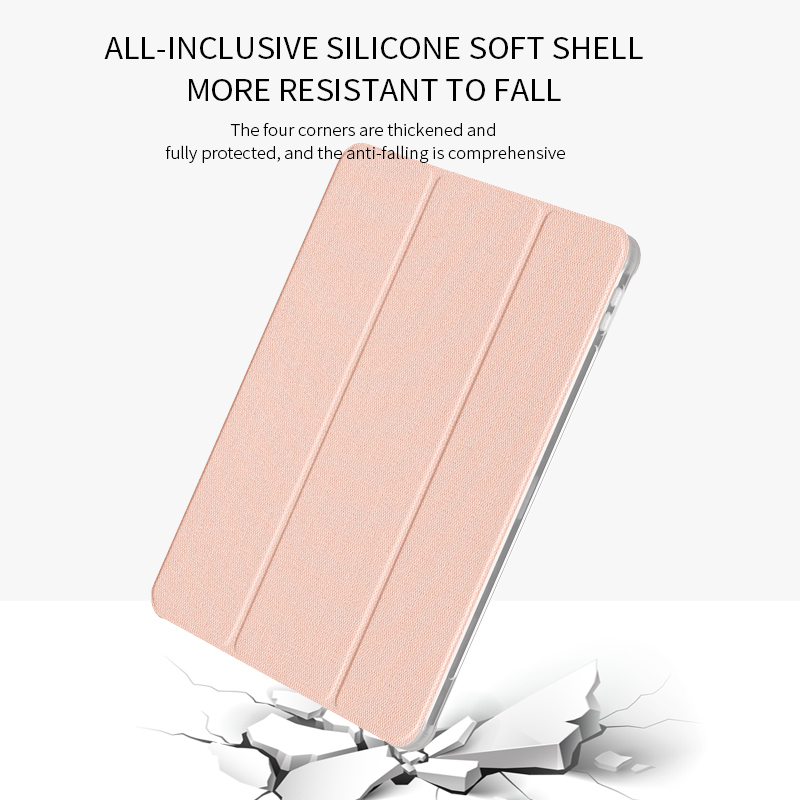 ALL-INCLUSIVE SILICONE SOFT SHELL
MORE RESISTANT TO FALL
The four corners are thickened and
fully protected, and the anti-falling is comprehensive